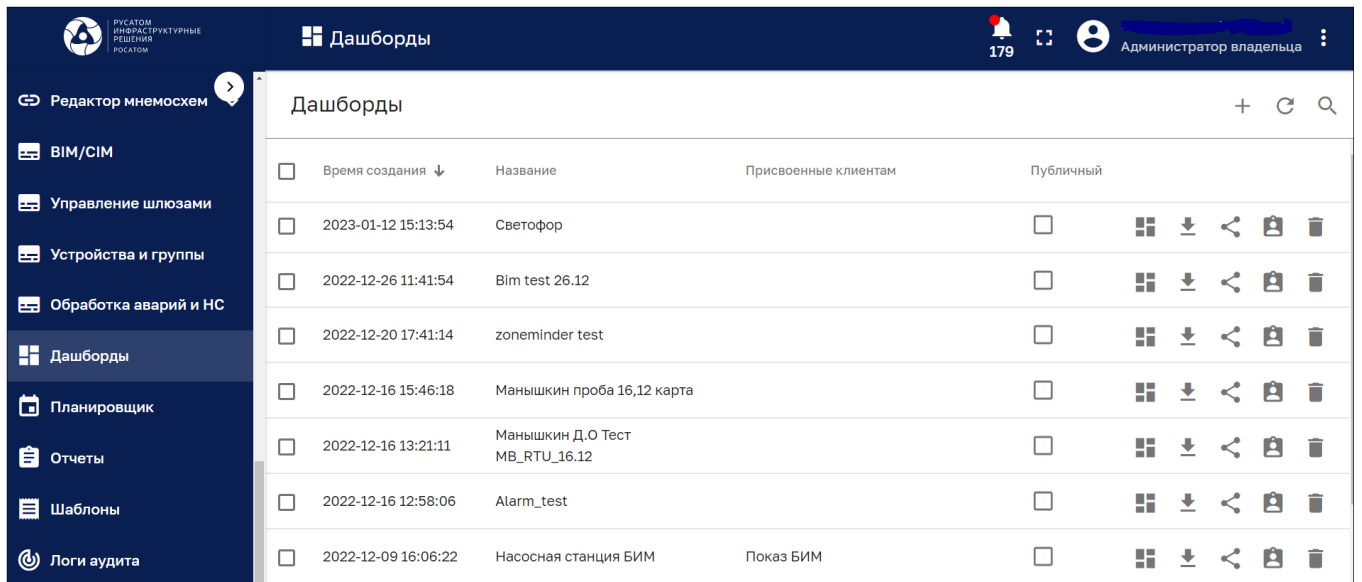 РУСАТОМ
ИНФРАСТРУКТУРНЫЕ
РЕШЕНИЯ
РОСАТОМ
Дашборды
179
Администратор владельца
Редактор мнемосхем
BIM/CIM
Управление шлюзами
Устройства и группы
Обработка аварий и НС
Дашборды
Планировщик
Отчеты
Шаблоны
Логи аудита
Дашборды
Время создания Название Присвоенные клиентам Публичный
2023-01-12 15:13:54 Светофор
2022-12-26 11:41:54 Bim test 26.12
2022-12-20 17:41:14 zoneminder test
2022-12-16 15:46:18 Манышкин проба 16,12 карта
2022-12-16 13:21:11 Манышкин Д.О Тест
MB_RTU_16.12
2022-12-16 12:58:06 Alarm_test
2022-12-09 16:06:22 Насосная станция БИМ Показ БИМ